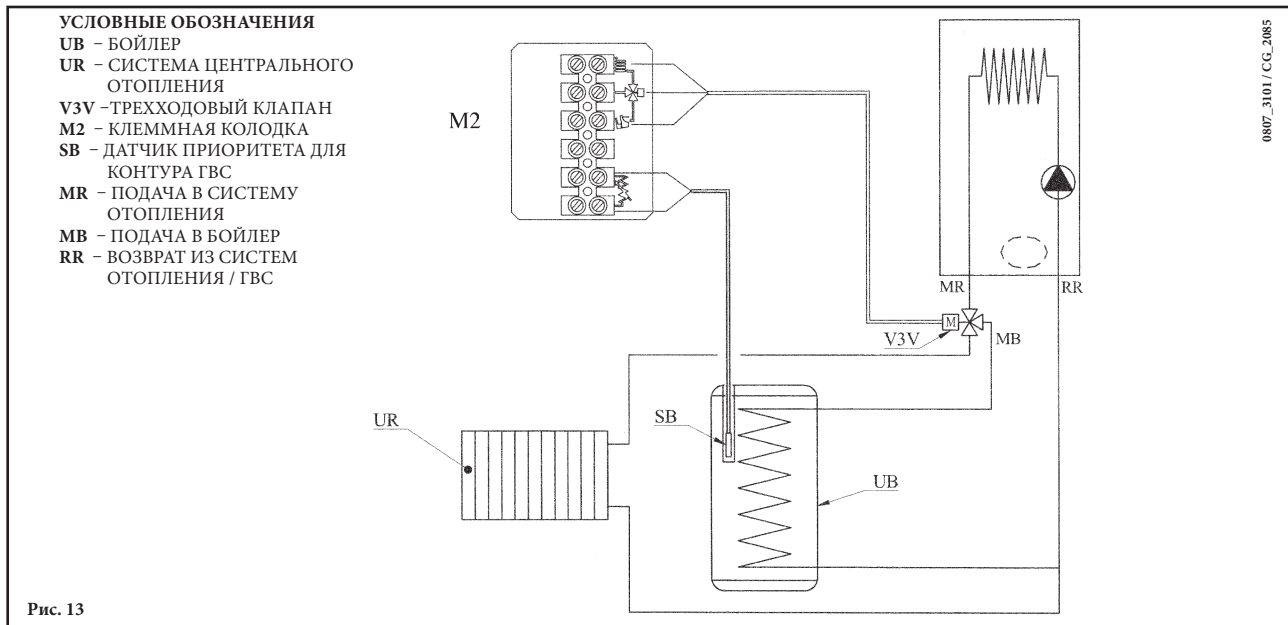 УСЛОВНЫЕ ОБОЗНАЧЕНИЯ
UB – БОЙЛЕР
UR – СИСТЕМА ЦЕНТРАЛЬНОГО
ОТОПЛЕНИЯ
V3V –ТРЕХХОДОВЫЙ КЛАПАН
M2 – КЛЕММНАЯ КОЛОДКА
SB – ДАТЧИК ПРИОРИТЕТА ДЛЯ
КОНТУРА ГВС
MR – ПОДАЧА В СИСТЕМУ
ОТОПЛЕНИЯ
MB – ПОДАЧА В БОЙЛЕР
RR – ВОЗВРАТ ИЗ СИСТЕМ
ОТОПЛЕНИЯ / ГВС
M2
0807_3101 / CG_2085
MR
RR
M
V3V
MB
UR
SB
UB
Рис. 13